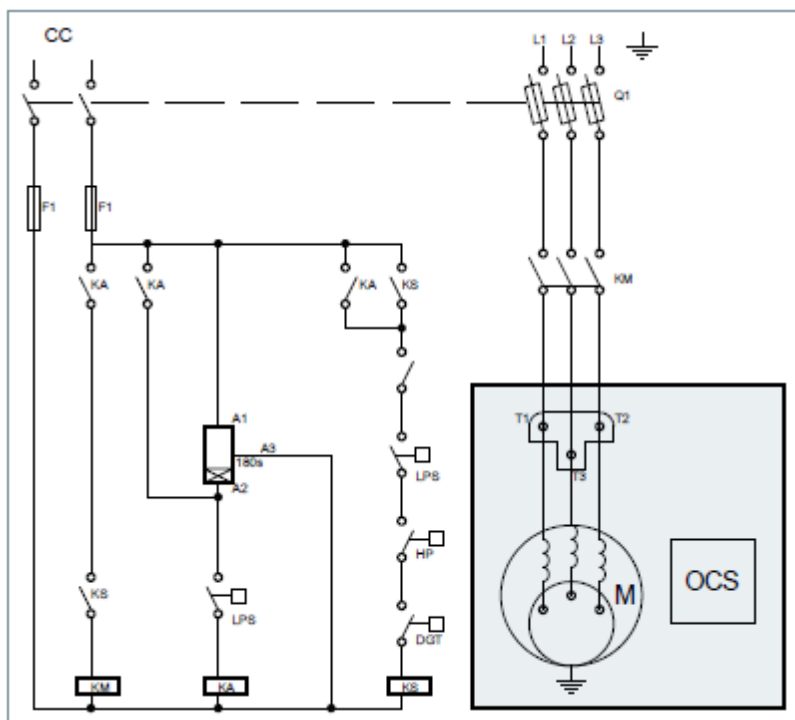 CC
L1 L2 L3
Q1
F1 F1
KA KA KA KS KM
A1
A3
180s
A2
T1 T2
T3
LPS
HP
KS LPS DGT
M OCS
KM KA KS